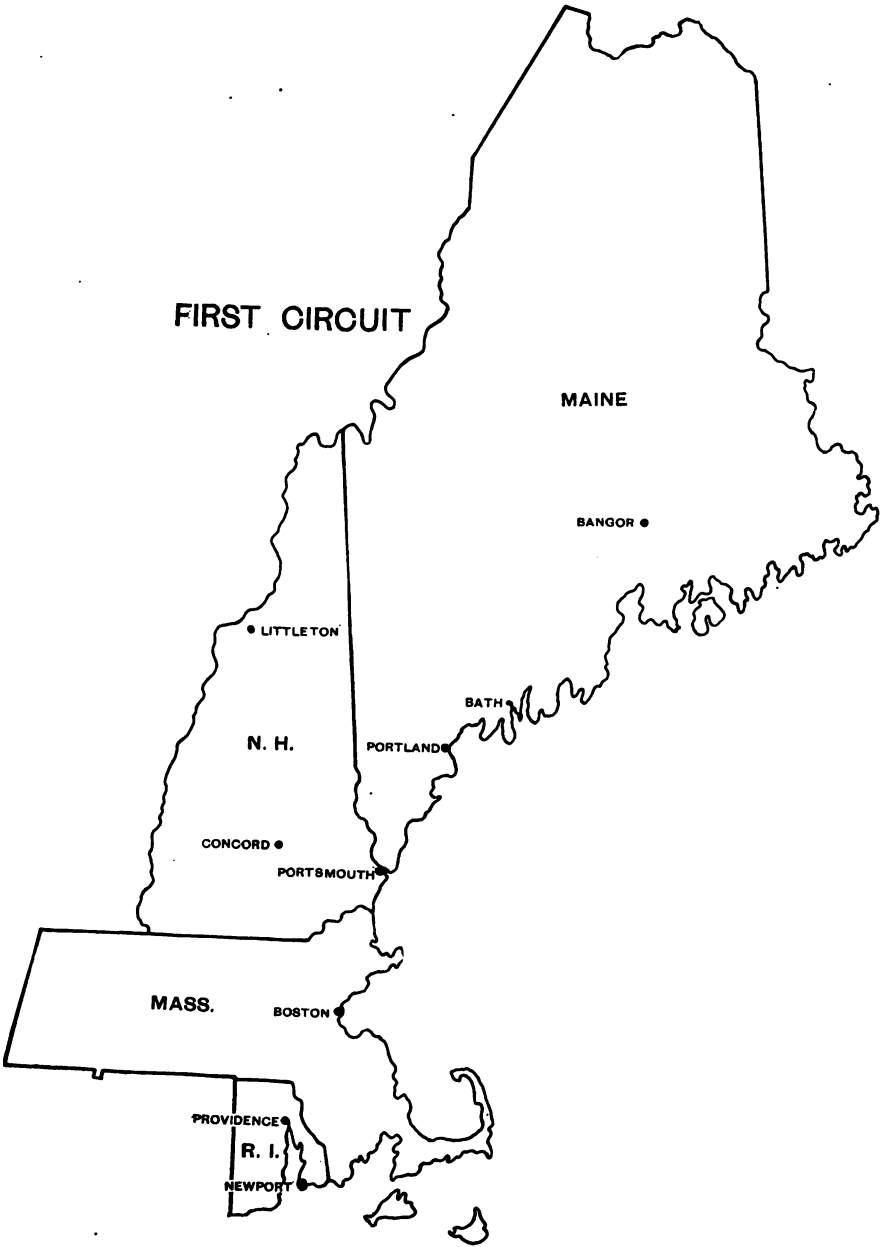 FIRST CIRCUIT
MAINE
BANGOR
LITTLETON
BATH
N. H.
PORTLAND
CONCORD
PORTSMOUTH
MASS.
BOSTON
PROVIDENCE
R. I.
NEWPORT